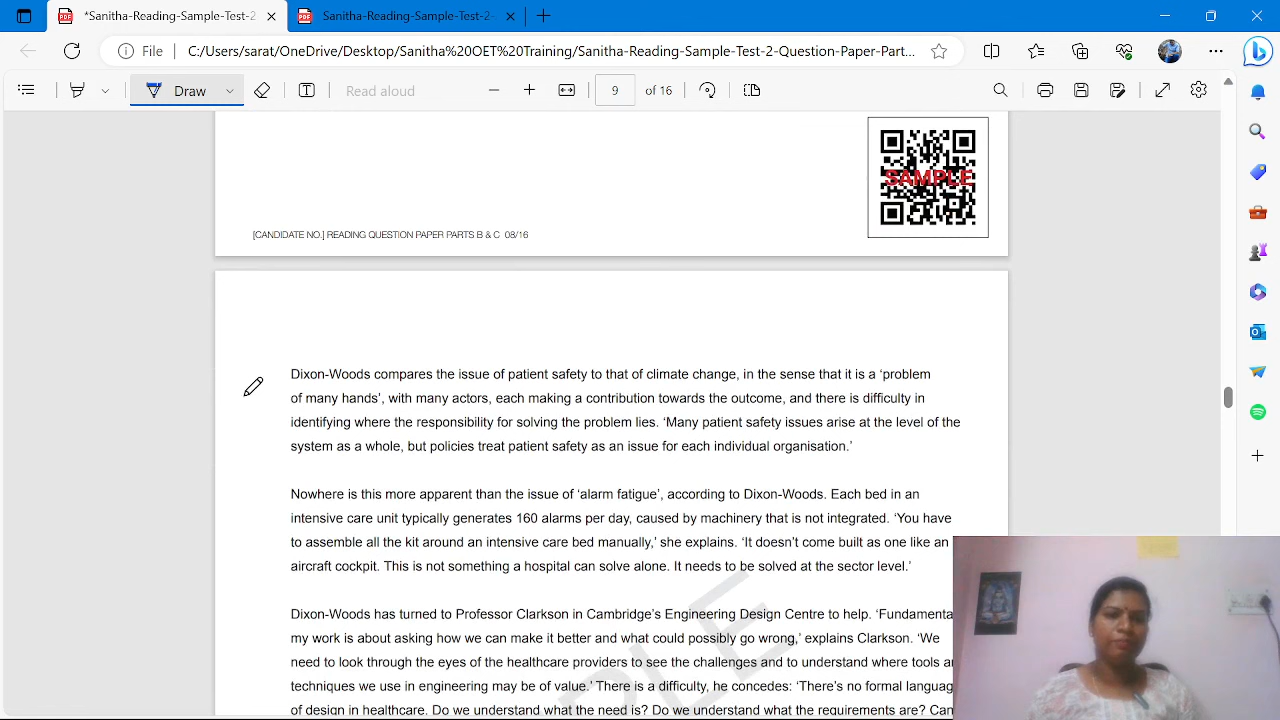 *Sanitha-Reading-Sample-Test-2
Sanitha-Reading-Sample-Test-2-
File
C:/Users/sarat/OneDrive/Desktop/Sanitha%20OET%20Training/Sanitha-Reading-Sample-Test-2-Question-Paper-Part...
Draw
Read aloud
9
of 16
SAMPLE
[CANDIDATE NO.] READING QUESTION PAPER PARTS B & C 08/16
Dixon-Woods compares the issue of patient safety to that of climate change, in the sense that it is a ‘problem
of many hands’, with many actors, each making a contribution towards the outcome, and there is difficulty in
identifying where the responsibility for solving the problem lies. ‘Many patient safety issues arise at the level of the
system as a whole, but policies treat patient safety as an issue for each individual organisation.’
Nowhere is this more apparent than the issue of ‘alarm fatigue’, according to Dixon-Woods. Each bed in an
intensive care unit typically generates 160 alarms per day, caused by machinery that is not integrated. ‘You have
to assemble all the kit around an intensive care bed manually,’ she explains. ‘It doesn’t come built as one like an
aircraft cockpit. This is not something a hospital can solve alone. It needs to be solved at the sector level.’
Dixon-Woods has turned to Professor Clarkson in Cambridge’s Engineering Design Centre to help. ‘Fundamenta
my work is about asking how we can make it better and what could possibly go wrong,’ explains Clarkson. ‘We
need to look through the eyes of the healthcare providers to see the challenges and to understand where tools a
techniques we use in engineering may be of value.’ There is a difficulty, he concedes: ‘There’s no formal languag
of design in healthcare. Do we understand what the need is? Do we understand what the requirements are? Can